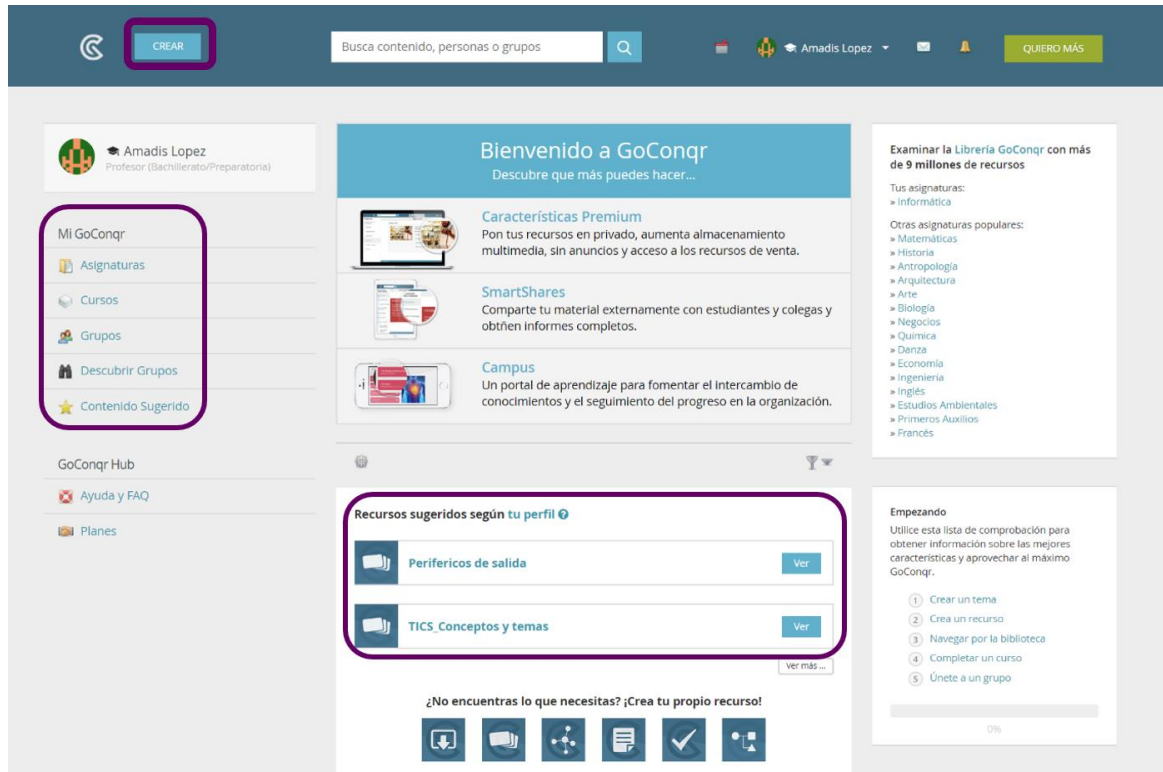 CREAR
Busca contenido, personas o grupos
Amadis Lopez
QUIERO MÁS
Amadis Lopez
Profesor (Bachillerato/Preparatoria)
Mi GoConqr
Asignaturas
Cursos
Grupos
Descubrir Grupos
Contenido Sugerido
GoConqr Hub
Ayuda y FAQ
Planes
Bienvenido a GoConqr
Descubre que más puedes hacer...
Características Premium
Pon tus recursos en privado, aumenta almacenamiento
multimedia, sin anuncios y acceso a los recursos de venta.
SmartShares
Comparte tu material externamente con estudiantes y colegas y
obtñen informes completos.
Campus
Un portal de aprendizaje para fomentar el intercambio de
conocimientos y el seguimiento del progreso en la organización.
Recursos sugeridos según tu perfil
Perifericos de salida
Ver
TICS_Conceptos y temas
Ver
Ver más ...
¿No encuentras lo que necesitas? ¡Crea tu propio recurso!
Examinar la Librería GoConqr con más
de 9 millones de recursos
Tus asignaturas:
» Informática
Otras asignaturas populares:
» Matemáticas
» Historia
» Antropología
» Arquitectura
» Arte
» Biología
» Negocios
» Química
» Danza
» Economía
» Ingeniería
» Inglés
» Estudios Ambientales
» Primeros Auxilios
» Francés
Empezando
Utilice esta lista de comprobación para
obtener información sobre las mejores
características y aprovechar al máximo
GoConqr.
1 Crear un tema
2 Crea un recurso
3 Navegar por la biblioteca
4 Completar un curso
5 Únete a un grupo
0%